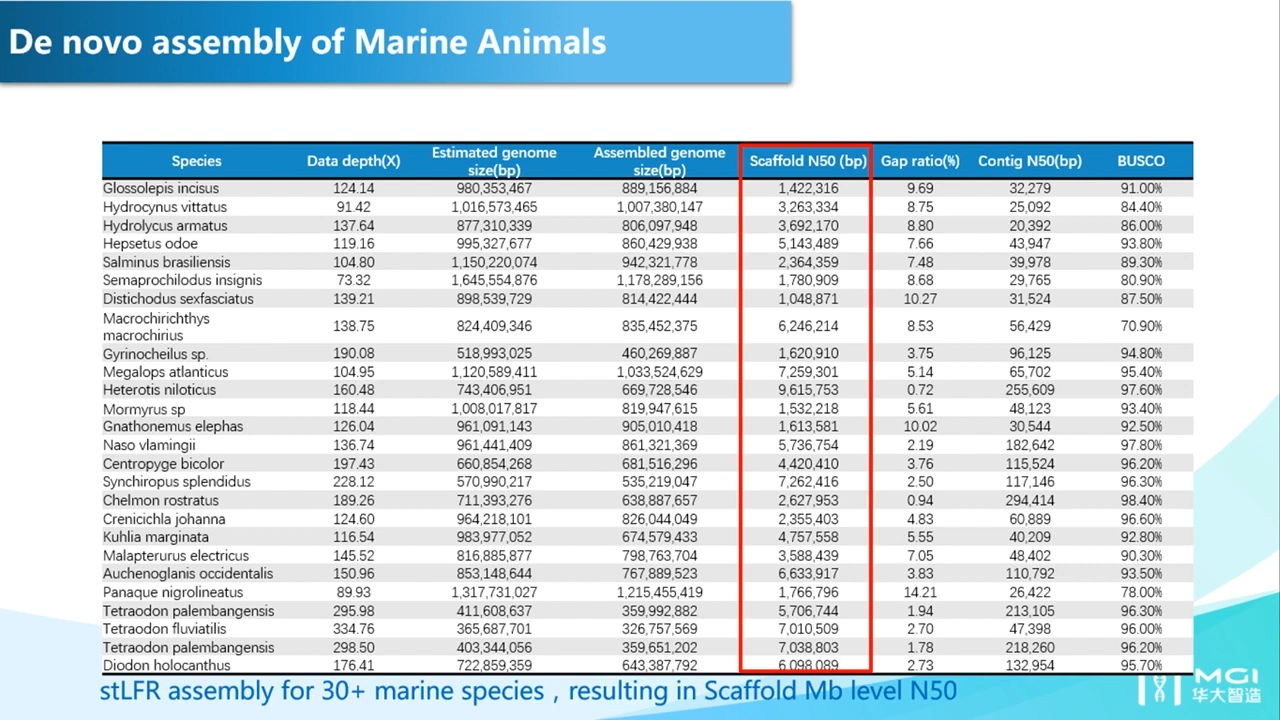 De novo assembly of Marine Animals
Species Data depth(X) Estimated genome size(bp) Assembled genome size(bp) Scaffold N50 (bp) Gap ratio(%) Contig N50(bp) BUSCO
Glossolepis incisus 124.14 980,353,467 889,156,884 1,422,316 9.69 32,279 91.00%
Hydrocynus vittatus 91.42 1,016,573,465 1,007,380,147 3,263,334 8.75 25,092 84.40%
Hydrolycus armatus 137.64 877,310,339 806,097,948 3,692,170 8.80 20,392 86.00%
Hepsetus odoe 119.16 995,327,677 860,429,938 5,143,489 7.66 43,947 93.80%
Salminus brasiliensis 104.80 1,150,220,074 942,321,778 2,364,359 7.48 39,978 89.30%
Semaprochilodus insignis 73.32 1,645,554,876 1,178,289,156 1,780,909 8.68 29,765 80.90%
Distichodus sexfasciatus 139.21 898,539,729 814,422,444 1,048,871 10.27 31,524 87.50%
Macrochirichthys macrochirius 138.75 824,409,346 835,452,375 6,246,214 8.53 56,429 70.90%
Gyrinocheilus sp. 190.08 518,993,025 460,269,887 1,620,910 3.75 96,125 94.80%
Megalops atlanticus 104.95 1,120,589,411 1,033,524,629 7,259,301 5.14 65,702 95.40%
Heterotis niloticus 160.48 743,406,951 669,728,546 9,615,753 0.72 255,609 97.60%
Mormyrus sp 118.44 1,008,017,817 819,947,615 1,532,218 5.61 48,123 93.40%
Gnathonemus elephas 126.04 961,091,143 905,010,418 1,613,581 10.02 30,544 92.50%
Naso vlamingii 136.74 961,441,409 861,321,369 5,736,754 2.19 182,642 97.80%
Centropyge bicolor 197.43 660,854,268 681,516,296 4,420,410 3.76 115,524 96.20%
Synchiropus splendidus 228.12 570,990,217 535,219,047 7,262,416 2.50 117,146 96.30%
Chelmon rostratus 189.26 711,393,276 638,887,657 2,627,953 0.94 294,414 98.40%
Crenicichla johanna 124.60 964,218,101 826,044,049 2,355,403 4.83 60,889 96.60%
Kuhlia marginata 116.54 983,977,052 674,579,433 4,757,558 5.55 40,209 92.80%
Malapterurus electricus 145.52 816,885,877 798,763,704 3,588,439 7.05 48,402 90.30%
Auchenoglanis occidentalis 150.96 853,148,644 767,889,523 6,633,917 3.83 110,792 93.50%
Panaque nigrolineatus 89.93 1,317,731,027 1,215,455,419 1,766,796 14.21 26,422 78.00%
Tetraodon palembangensis 295.98 411,608,637 359,992,882 5,706,744 1.94 213,105 96.30%
Tetraodon fluviatilis 334.76 365,687,701 326,757,569 7,010,509 2.70 47,398 96.00%
Tetraodon palembangensis 298.50 403,344,056 359,651,202 7,038,803 1.78 218,260 96.20%
Diodon holocanthus 176.41 722,859,359 643,387,792 6,098,089 2.73 132,954 95.70%
stLFR assembly for 30+ marine species , resulting in Scaffold Mb level N50
MGI
华大智造